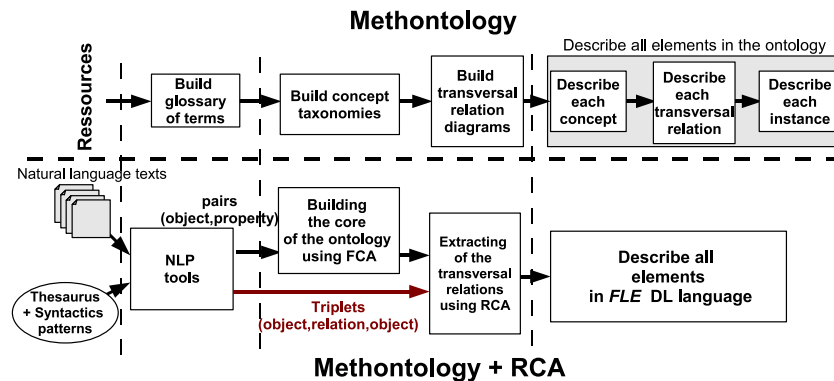 Methontology
Ressources
Build
glossary
of terms
Build concept
taxonomies
Build
transversal
relation
diagrams
Describe all elements in the ontology
Describe
each
concept
Describe
each
transversal
relation
Describe
each
instance
Natural language texts
Thesaurus
+ Syntactics
patterns
NLP
tools
pairs
(object,property)
Building
the core
of the ontology
using FCA
Triplets
(object,relation,object)
Extracting
of the
transversal
relations
using RCA
Describe all
elements
in FLE DL language
Methontology + RCA